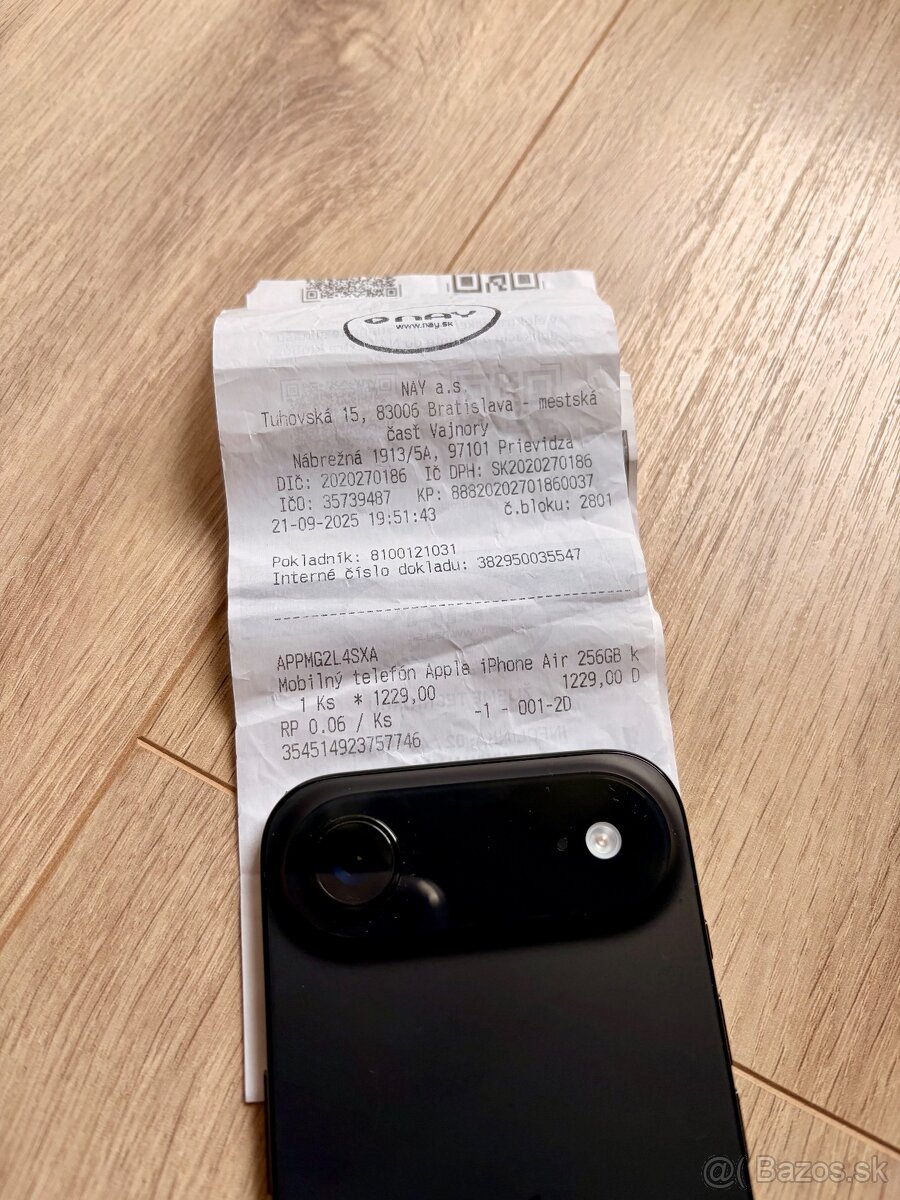 NAY
www.nay.sk
NAY a.s.
Tuhovská 15, 83006 Bratislava - mestská
časť Vajnory
Nábrežná 1913/5A, 97101 Prievidza
DIČ: 2020270186 IČ DPH: SK2020270186
IČO: 35739487 KP: 88820202701860037
21-09-2025 19:51:43 č.bloku: 2801
Pokladník: 8100121031
Interné číslo dokladu: 382950035547
APPMG2L4SXA
Mobilný telefón Apple iPhone Air 256GB k
1 Ks * 1229,00 1229,00 D
RP 0.06 / Ks -1 - 001-2D
354514923757746
@( Bazos.sk